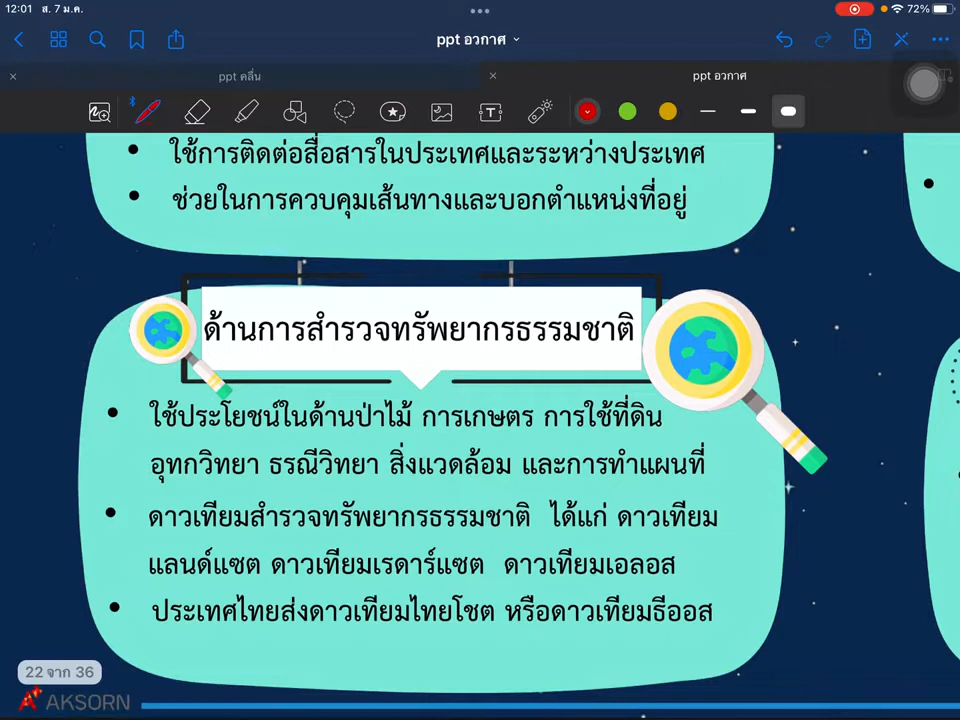 12:01 ส. 7 ม.ค.
72%
ppt อวกาศ
ppt คลื่น
ppt อวกาศ
ใช้การติดต่อสื่อสารในประเทศและระหว่างประเทศ
ช่วยในการควบคุมเส้นทางและบอกตำแหน่งที่อยู่
ด้านการสำรวจทรัพยากรธรรมชาติ
ใช้ประโยชน์ในด้านป่าไม้ การเกษตร การใช้ที่ดิน
อุทกวิทยา ธรณีวิทยา สิ่งแวดล้อม และการทำแผนที่
ดาวเทียมสำรวจทรัพยากรธรรมชาติ ได้แก่ ดาวเทียม
แลนด์แซต ดาวเทียมเรดาร์แซต ดาวเทียมเอลอส
ประเทศไทยส่งดาวเทียมไทยโชต หรือดาวเทียมธีออส
22 จาก 36
AKSORN